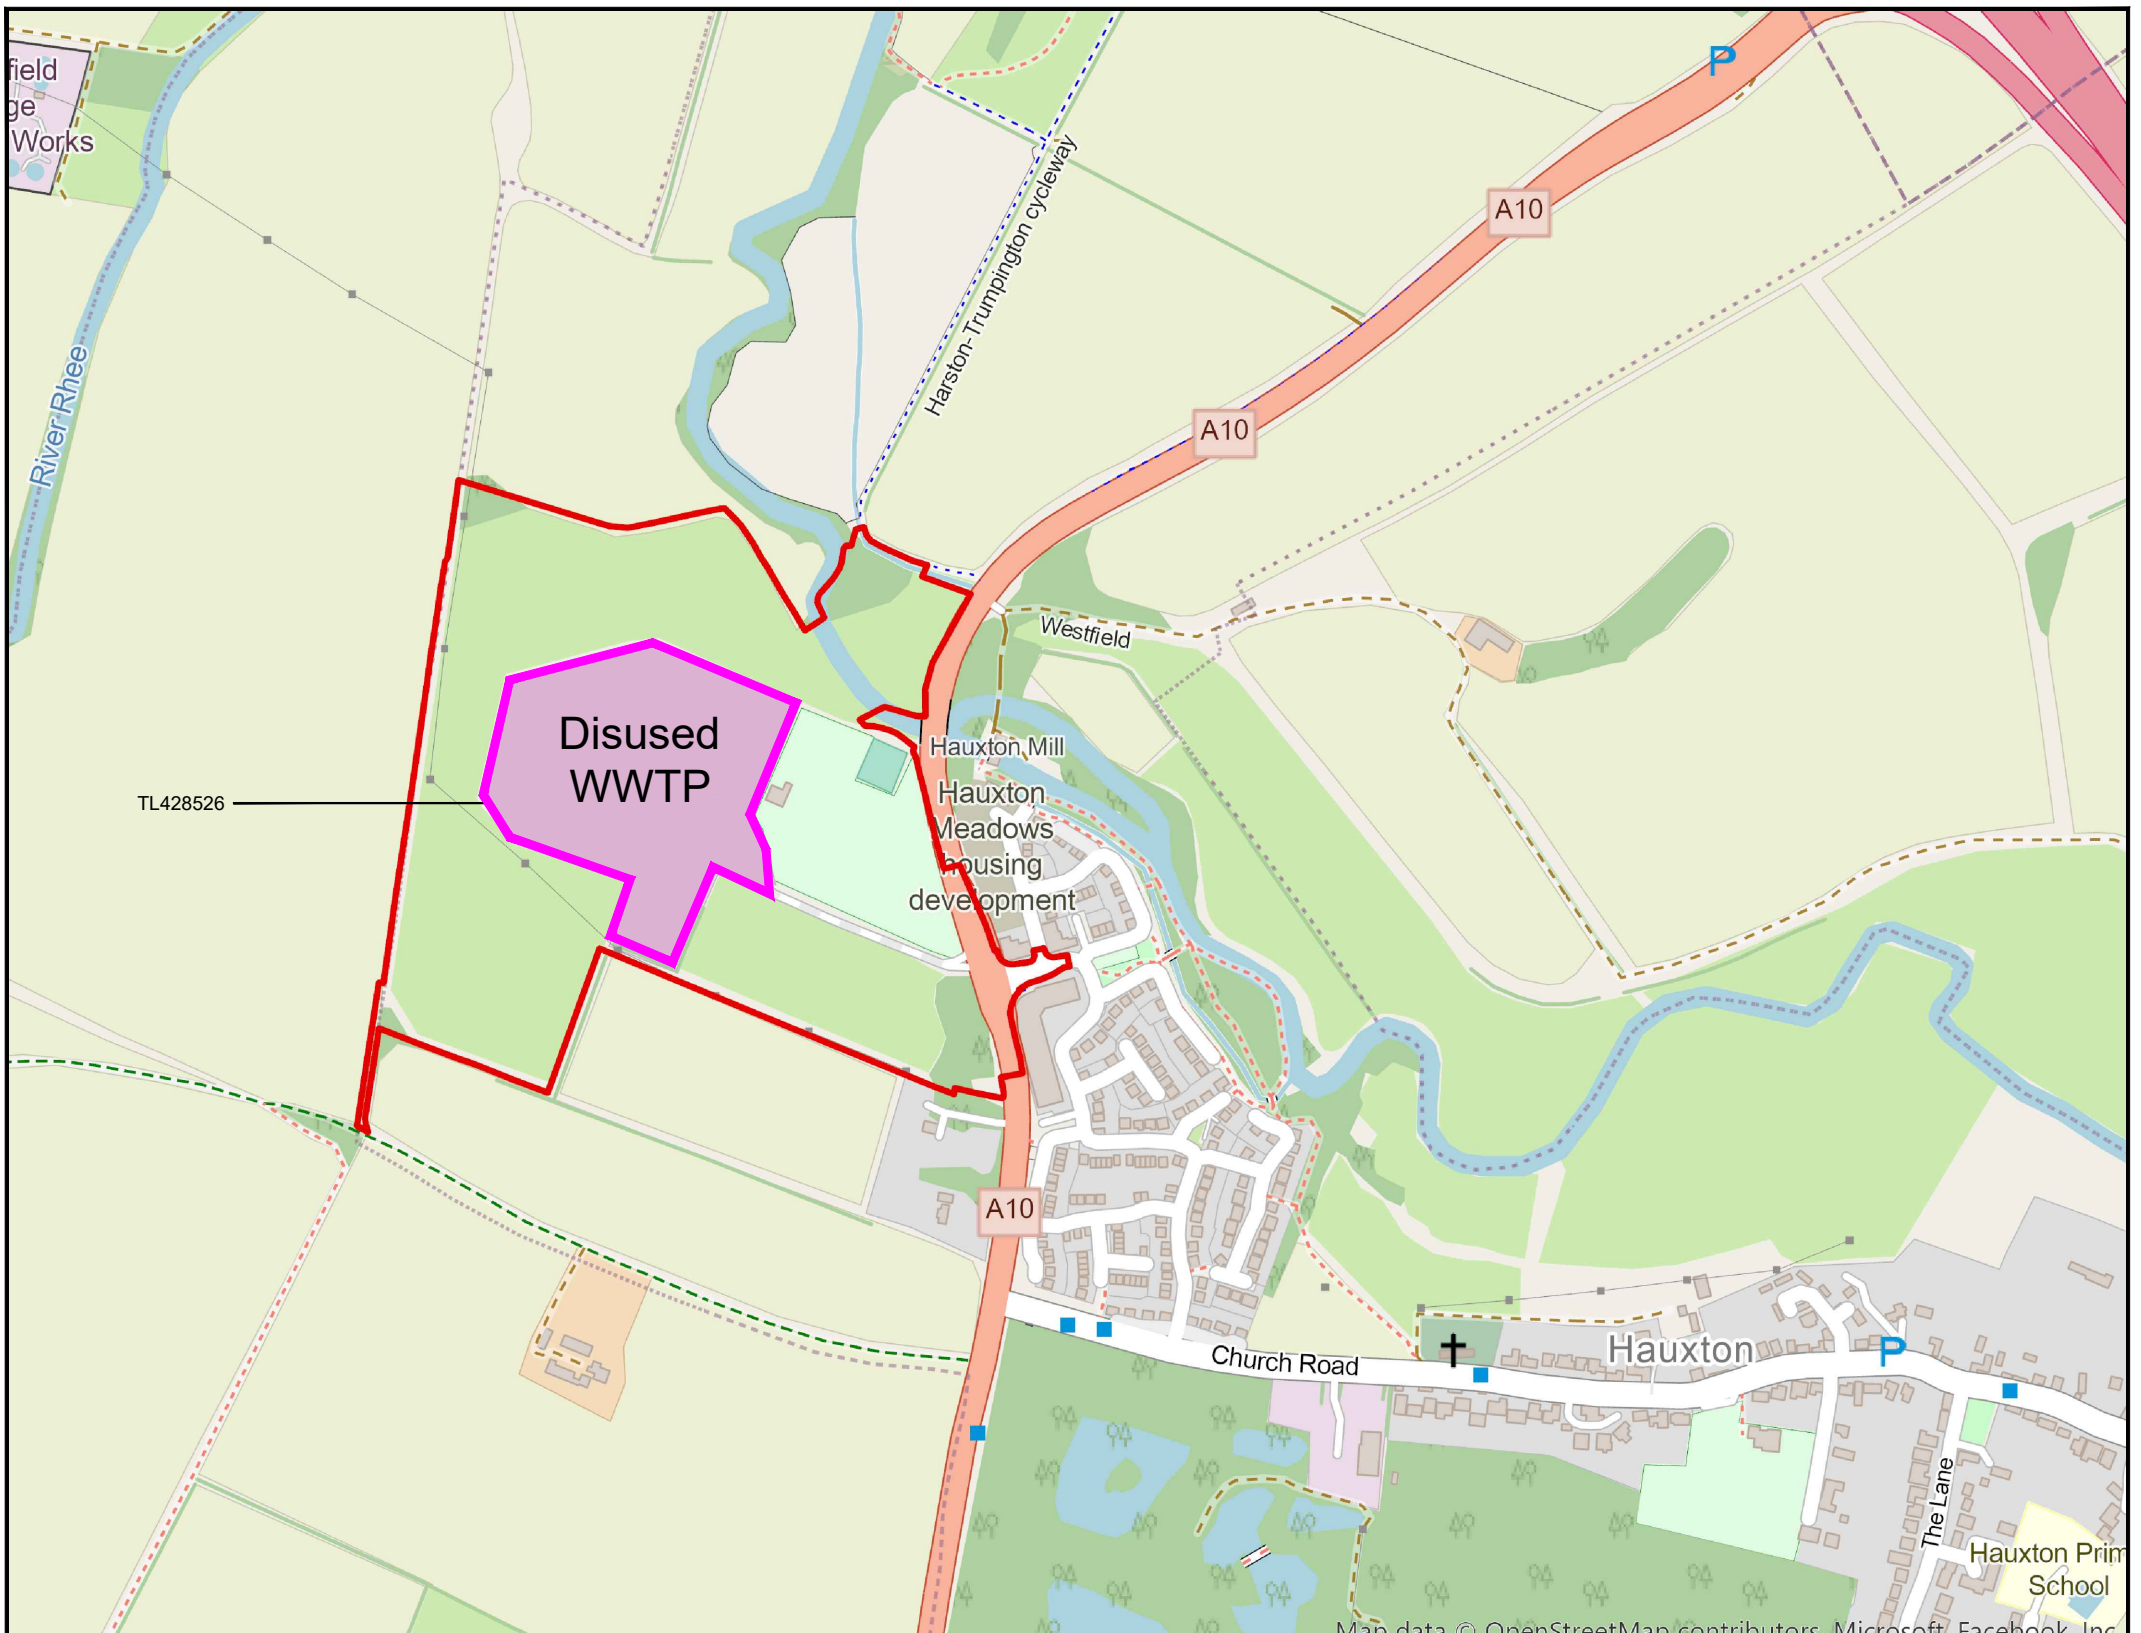 field
ge
Works
P
A10
Harston-Trumpington cycleway
River Rhee
A10
Westfield
Disused
WWTP
TL428526
Hauxton Mill
Hauxton
Meadows
housing
development
A10
Church Road
Hauxton
P
The Lane
Hauxton Prim
School
Map data © OpenStreetMap contributors, Microsoft, Facebook, Inc